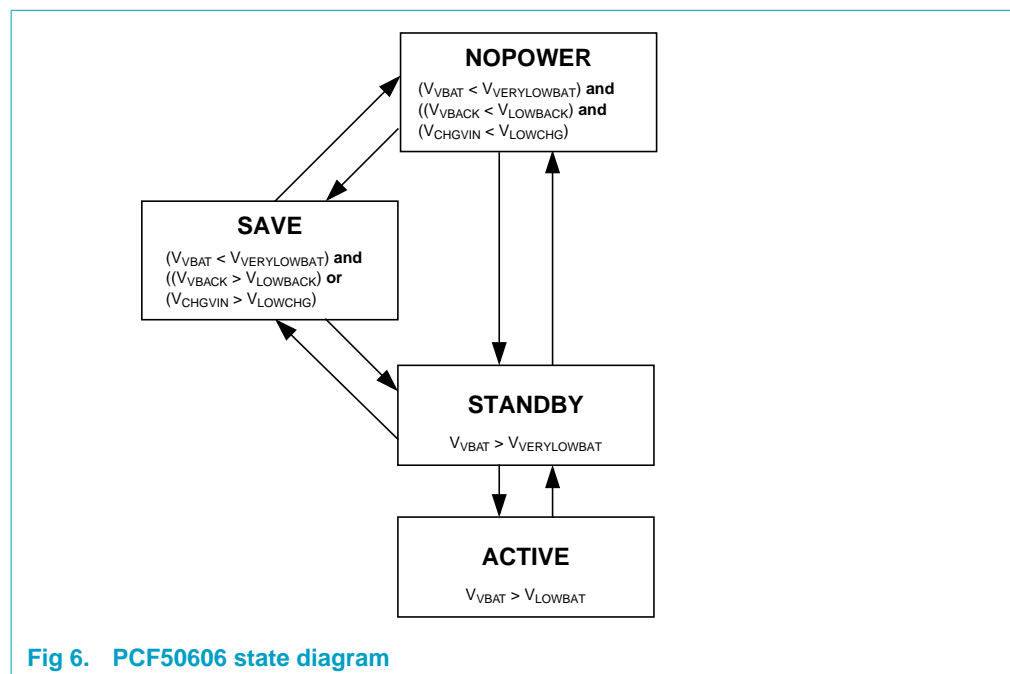 NOPOWER
(VVBAT < VVERYLOWBAT) and
((VVBACK < VLOWBACK) and
(VCHGVIN < VLOWCHG)
SAVE
(VVBAT < VVERYLOWBAT) and
((VVBACK > VLOWBACK) or
(VCHGVIN > VLOWCHG)
STANDBY
VVBAT > VVERYLOWBAT
ACTIVE
VVBAT > VLOWBAT
Fig 6. PCF50606 state diagram